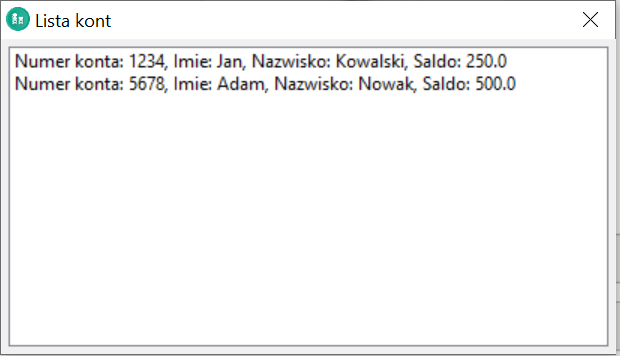 Lista kont
Numer konta: 1234, Imie: Jan, Nazwisko: Kowalski, Saldo: 250.0
Numer konta: 5678, Imie: Adam, Nazwisko: Nowak, Saldo: 500.0